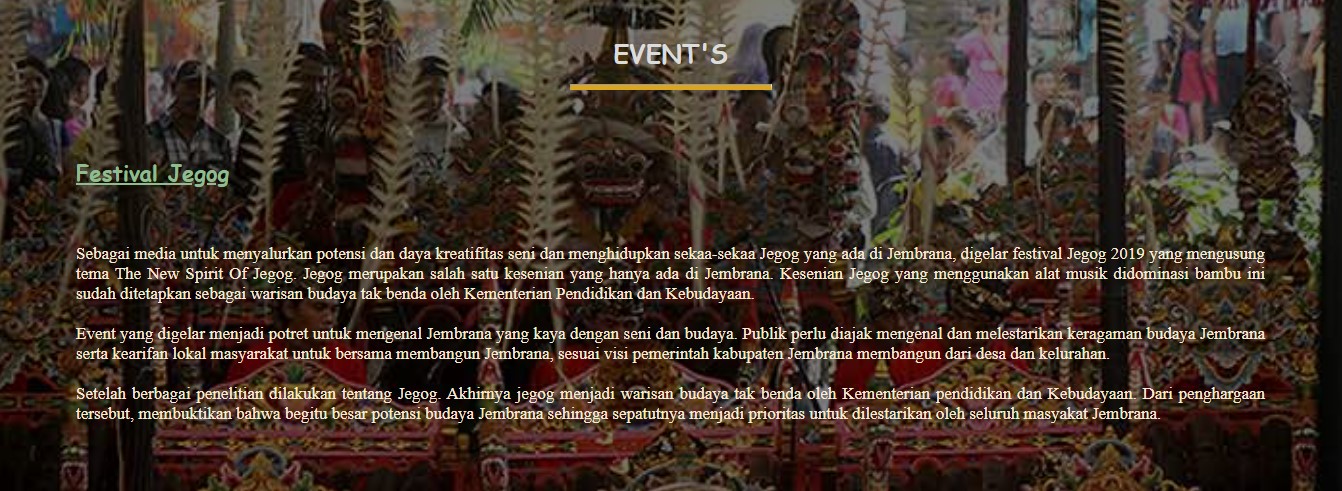 EVENT'S
Festival Jegog
Sebagai media untuk menyalurkan potensi dan daya kreatifitas seni dan menghidupkan sekaa-sekaa Jegog yang ada di Jembrana, digelar festival Jegog 2019 yang mengusung
tema The New Spirit Of Jegog. Jegog merupakan salah satu kesenian yang hanya ada di Jembrana. Kesenian Jegog yang menggunakan alat musik didominasi bambu ini
sudah ditetapkan sebagai warisan budaya tak benda oleh Kementerian Pendidikan dan Kebudayaan.
Event yang digelar menjadi potret untuk mengenal Jembrana yang kaya dengan seni dan budaya. Publik perlu diajak mengenal dan melestarikan keragaman budaya Jembrana
serta kearifan lokal masyarakat untuk bersama membangun Jembrana, sesuai visi pemerintah kabupaten Jembrana membangun dari desa dan kelurahan.
Setelah berbagai penelitian dilakukan tentang Jegog. Akhirnya jegog menjadi warisan budaya tak benda oleh Kementerian pendidikan dan Kebudayaan. Dari penghargaan
tersebut, membuktikan bahwa begitu besar potensi budaya Jembrana sehingga sepatutnya menjadi prioritas untuk dilestarikan oleh seluruh masyakat Jembrana.